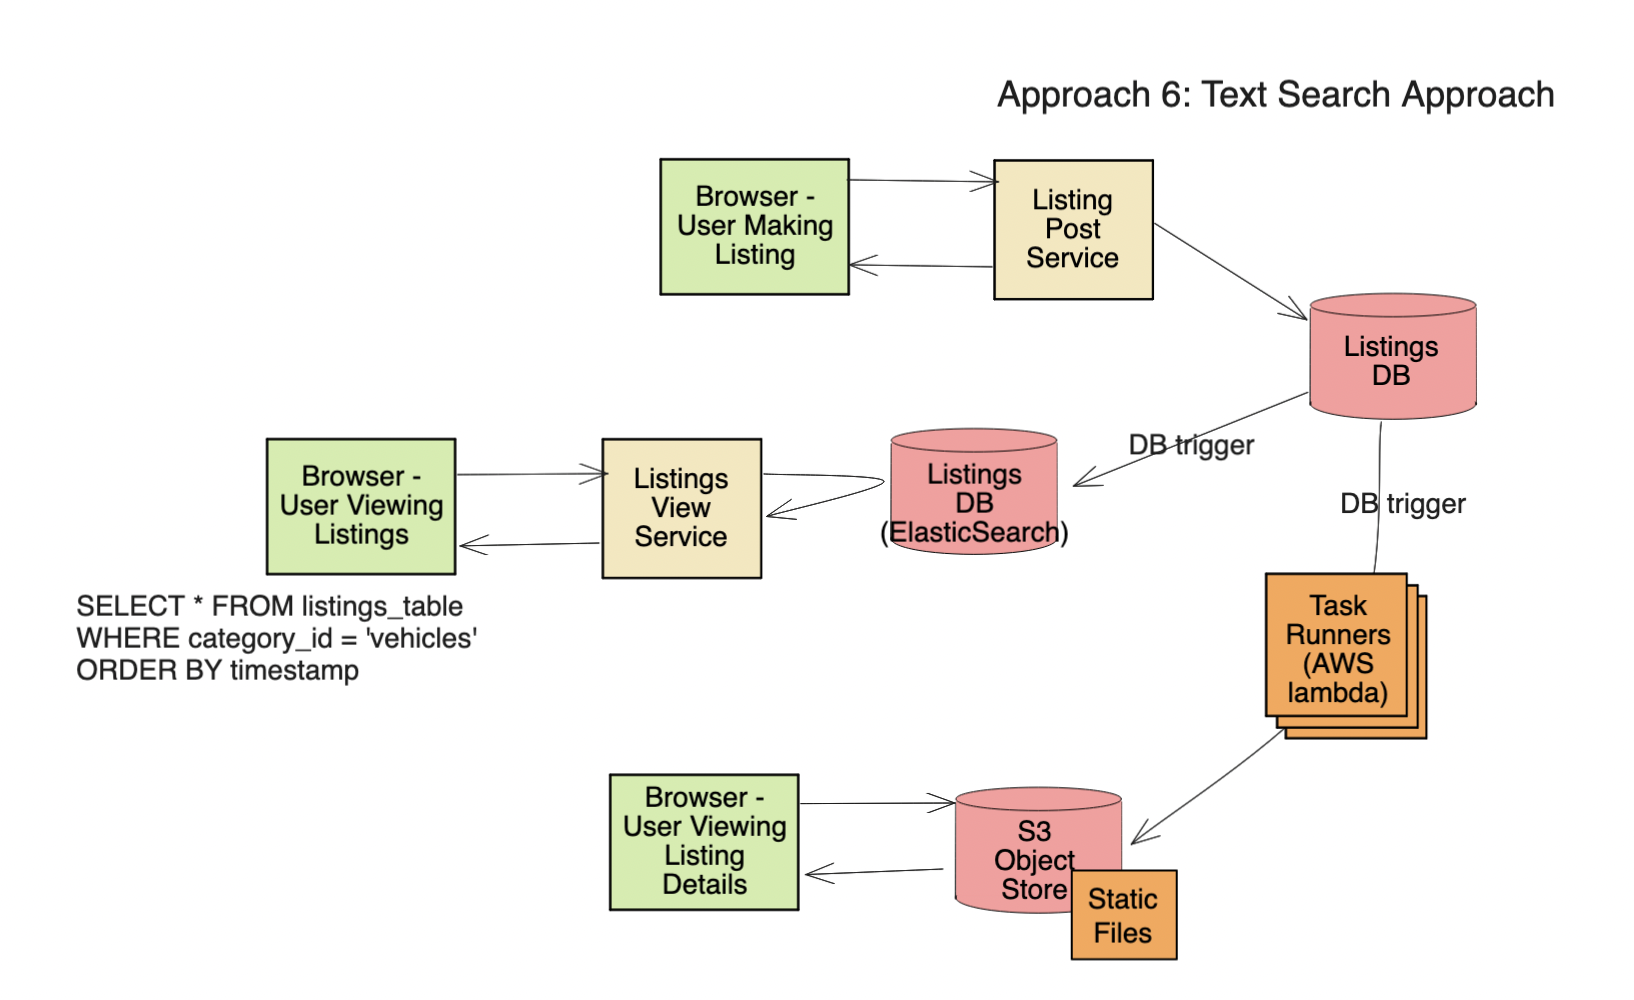 Approach 6: Text Search Approach
Browser -
User Making
Listing
Listing
Post
Service
Listings
DB
DB trigger
DB trigger
Browser -
User Viewing
Listings
Listings
View
Service
Listings
DB
(ElasticSearch)
SELECT * FROM listings_table
WHERE category_id = 'vehicles'
ORDER BY timestamp
Task
Runners
(AWS
lambda)
Browser -
User Viewing
Listing
Details
S3
Object
Store
Static
Files